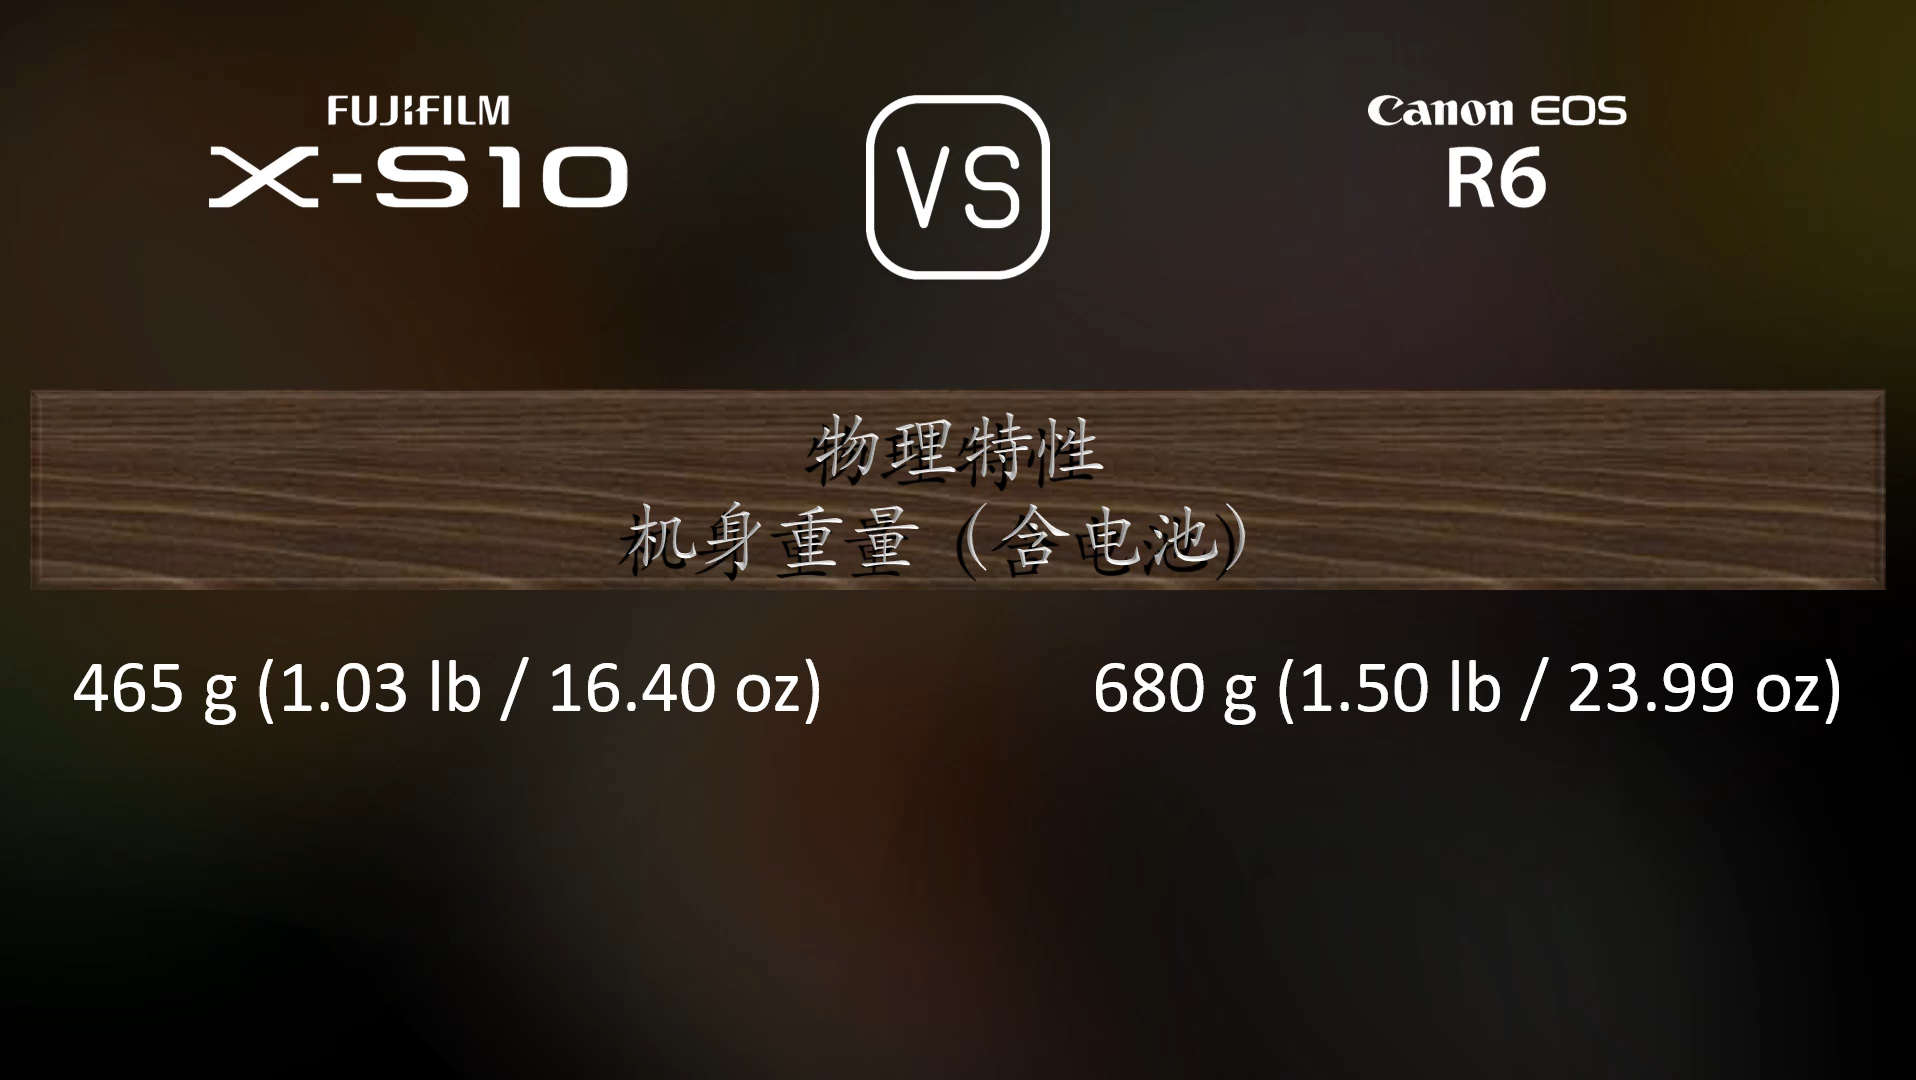 FUJIFILM
X-S10
VS
Canon EOS
R6
物理特性
机身重量（含电池）
465 g (1.03 lb / 16.40 oz)
680 g (1.50 lb / 23.99 oz)